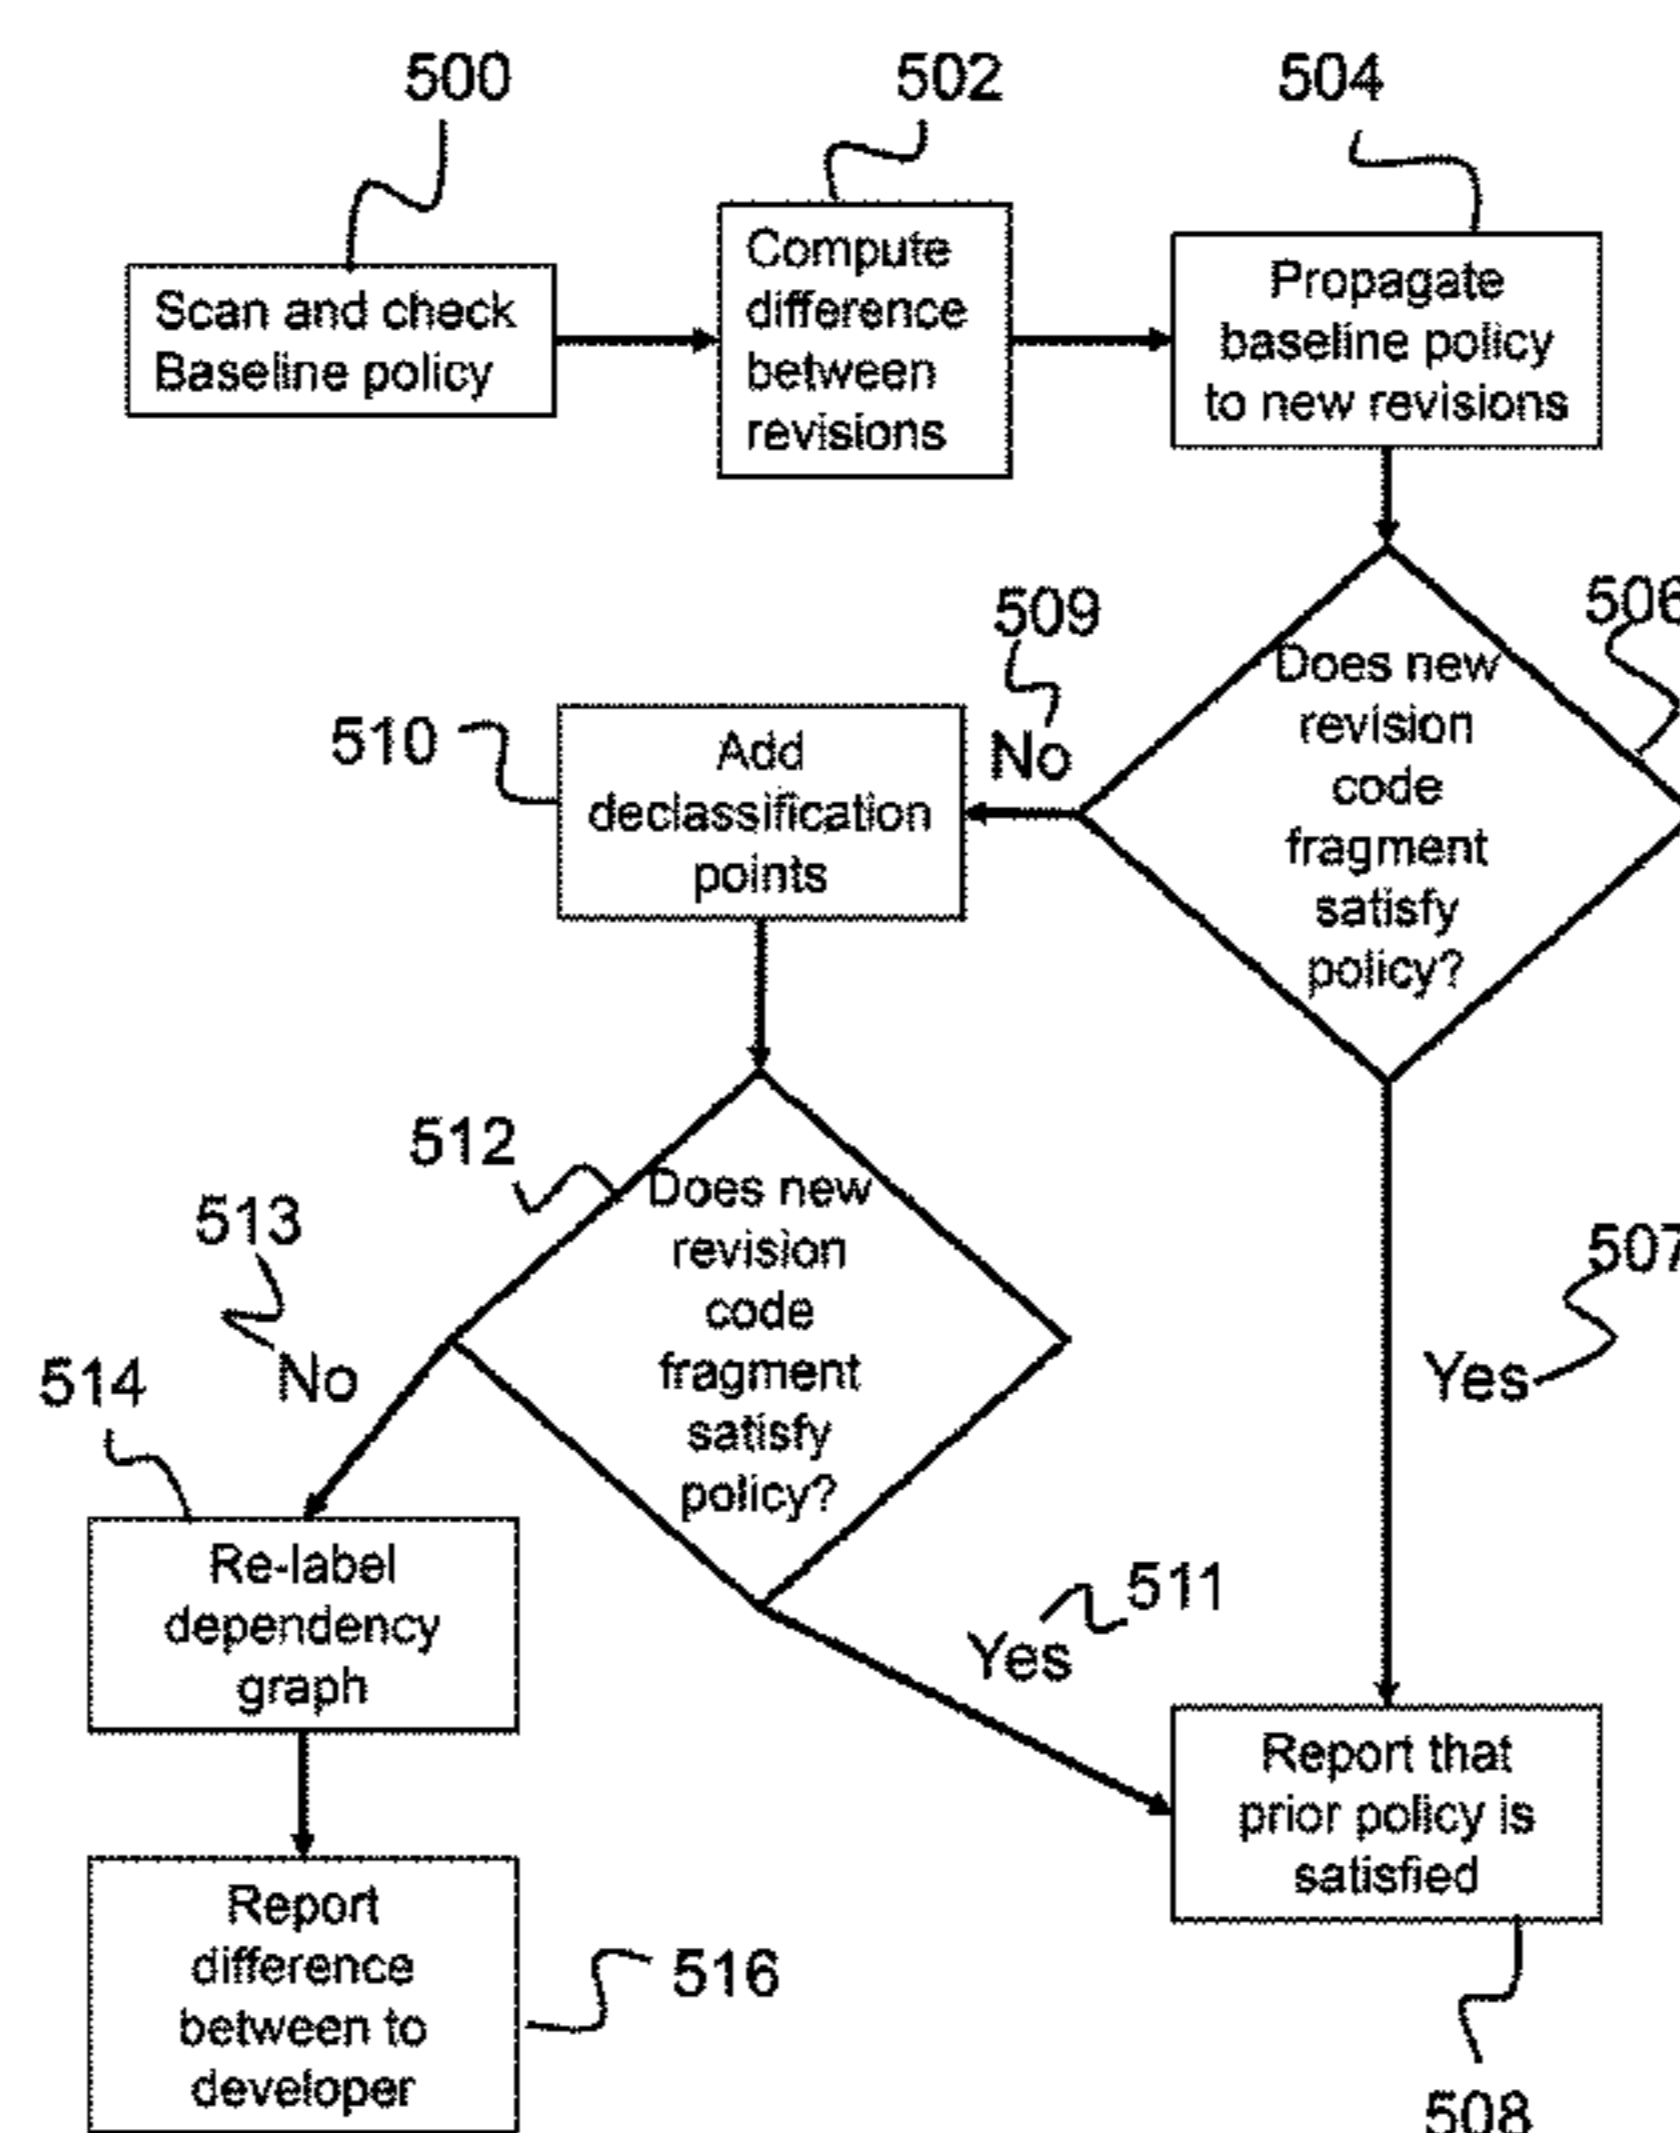 500
502
504
Scan and check
Baseline policy
Compute
difference
between
revisions
Propagate
baseline policy
to new revisions
506
509
No
Does new
revision
code
fragment
satisfy
policy?
510
Add
declassification
points
512
Does new
revision
code
fragment
satisfy
policy?
513
No
507
Yes
514
Re-label
dependency
graph
511
Yes
Report that
prior policy is
satisfied
Report
difference
between to
developer
516
508